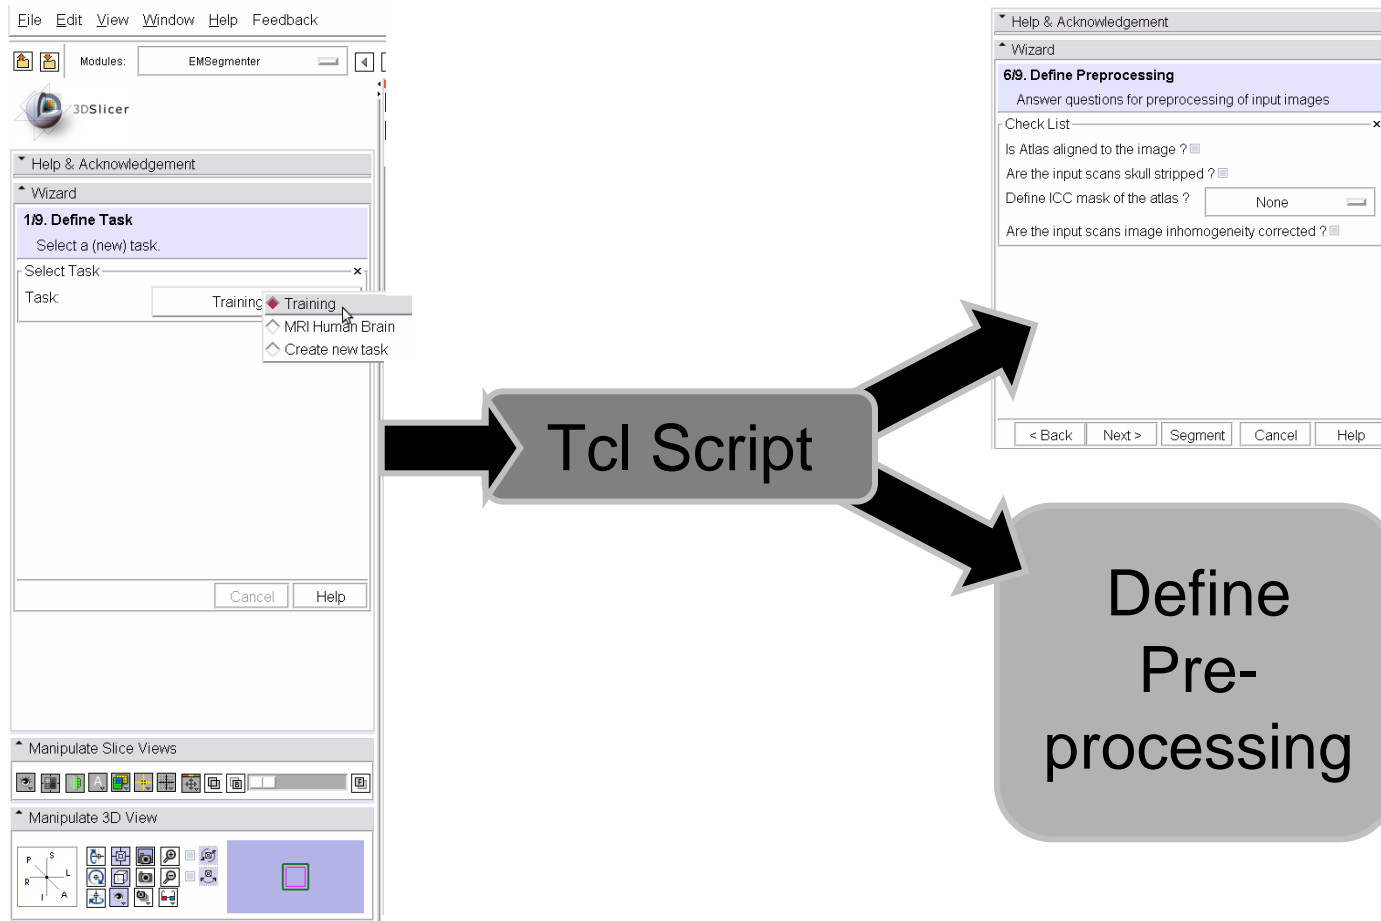 File Edit View Window Help Feedback
Modules: EMSegmenter
3DSlicer
Help & Acknowledgement
Wizard
1/9. Define Task
Select a (new) task.
Select Task
Task: Training
Training
MRI Human Brain
Create new task
Cancel Help
Manipulate Slice Views
Manipulate 3D View
P S
R L
I A
Tcl Script
Help & Acknowledgement
Wizard
6/9. Define Preprocessing
Answer questions for preprocessing of input images
Check List
Is Atlas aligned to the image ?
Are the input scans skull stripped ?
Define ICC mask of the atlas ? None
Are the input scans image inhomogeneity corrected ?
< Back Next > Segment Cancel Help
Define
Pre-
processing